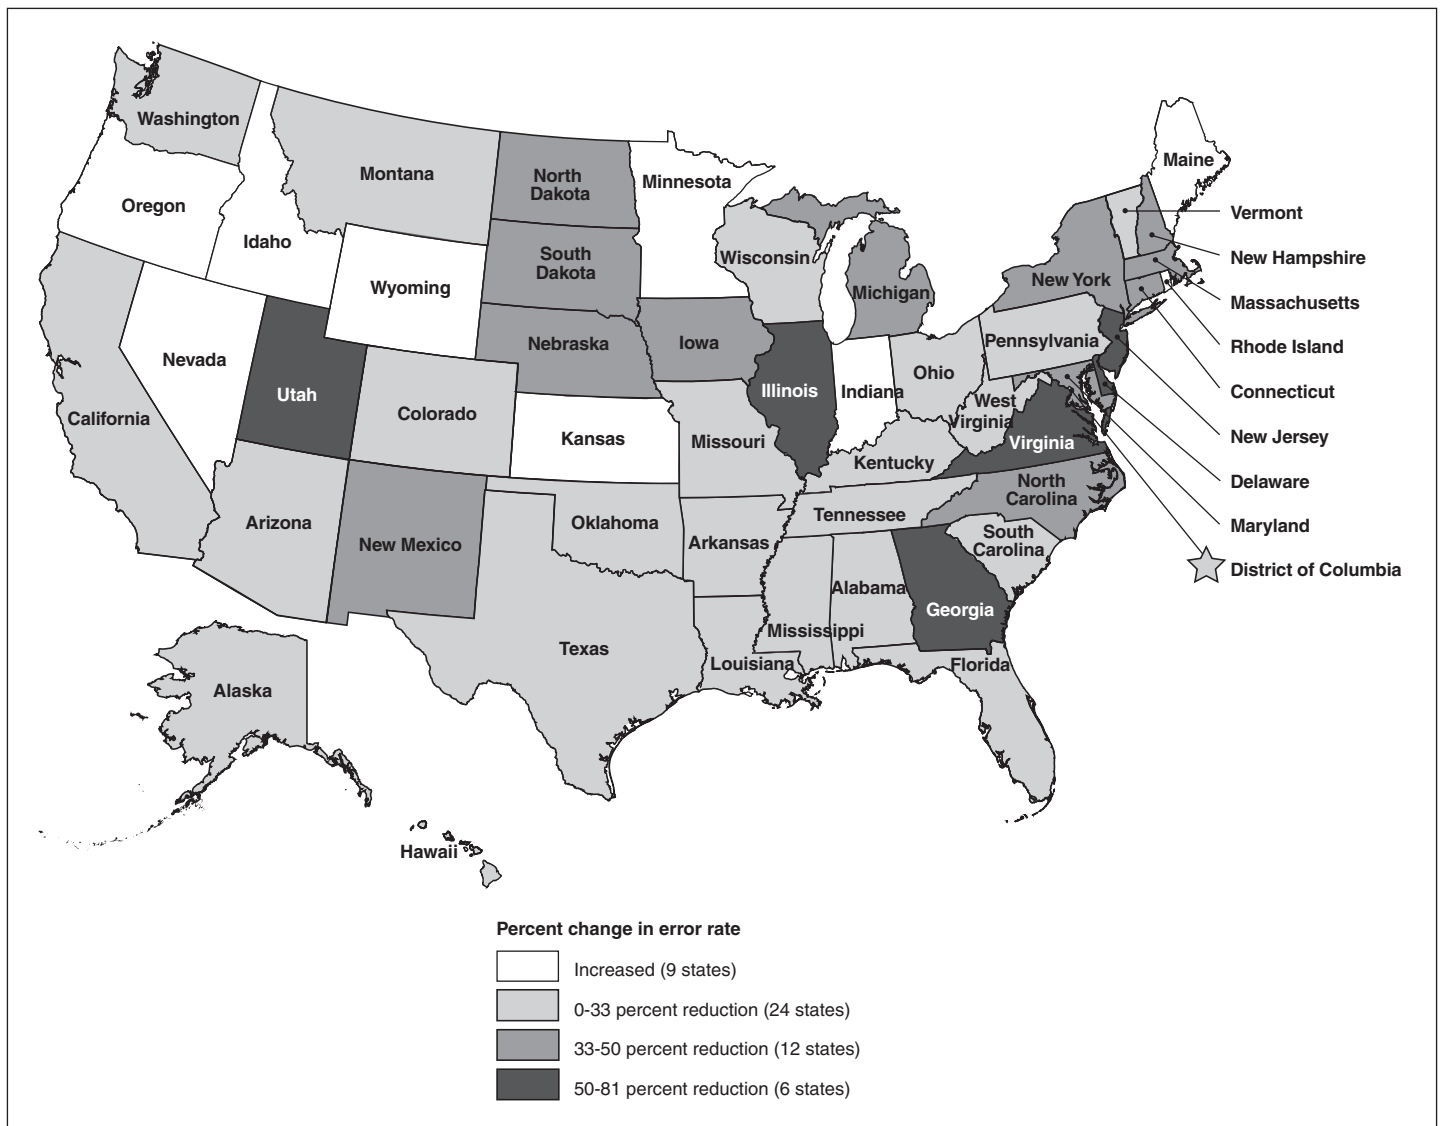 Washington
Montana
North
Dakota
Minnesota
Maine
Oregon
Idaho
Vermont
Wyoming
South
Dakota
Wisconsin
Michigan
New York
New Hampshire
Massachusetts
Nevada
Nebraska
Iowa
Pennsylvania
Rhode Island
Utah
Colorado
Illinois
Indiana
Ohio
West
Virginia
Connecticut
California
Kansas
Missouri
Kentucky
Virginia
New Jersey
Arizona
New Mexico
Oklahoma
Arkansas
Tennessee
North
Carolina
Delaware
South
Carolina
Maryland
District of Columbia
Texas
Alabama
Georgia
Mississippi
Louisiana
Florida
Alaska
Hawaii
Percent change in error rate
Increased (9 states)
0-33 percent reduction (24 states)
33-50 percent reduction (12 states)
50-81 percent reduction (6 states)